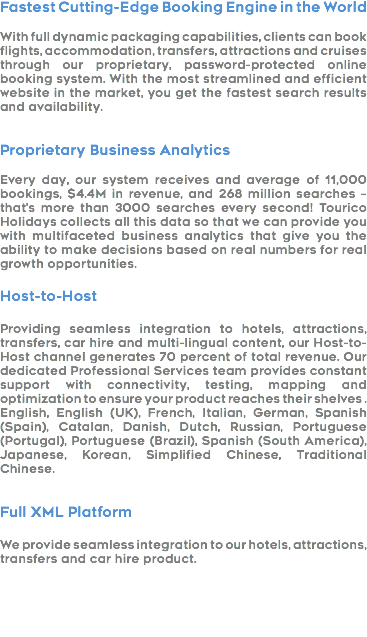 Fastest Cutting-Edge Booking Engine in the World
With full dynamic packaging capabilities, clients can book
flights, accommodation, transfers, attractions and cruises
through our proprietary, password-protected online
booking system. With the most streamlined and efficient
website in the market, you get the fastest search results
and availability.
Proprietary Business Analytics
Every day, our system receives and average of 11,000
bookings, $4.4M in revenue, and 268 million searches –
that's more than 3000 searches every second! Tourico
Holidays collects all this data so that we can provide you
with multifaceted business analytics that give you the
ability to make decisions based on real numbers for real
growth opportunities.
Host-to-Host
Providing seamless integration to hotels, attractions,
transfers, car hire and multi-lingual content, our Host-to-
Host channel generates 70 percent of total revenue. Our
dedicated Professional Services team provides constant
support with connectivity, testing, mapping and
optimization to ensure your product reaches their shelves .
English, English (UK), French, Italian, German, Spanish
(Spain), Catalan, Danish, Dutch, Russian, Portuguese
(Portugal), Portuguese (Brazil), Spanish (South America),
Japanese, Korean, Simplified Chinese, Traditional
Chinese.
Full XML Platform
We provide seamless integration to our hotels, attractions,
transfers and car hire product.